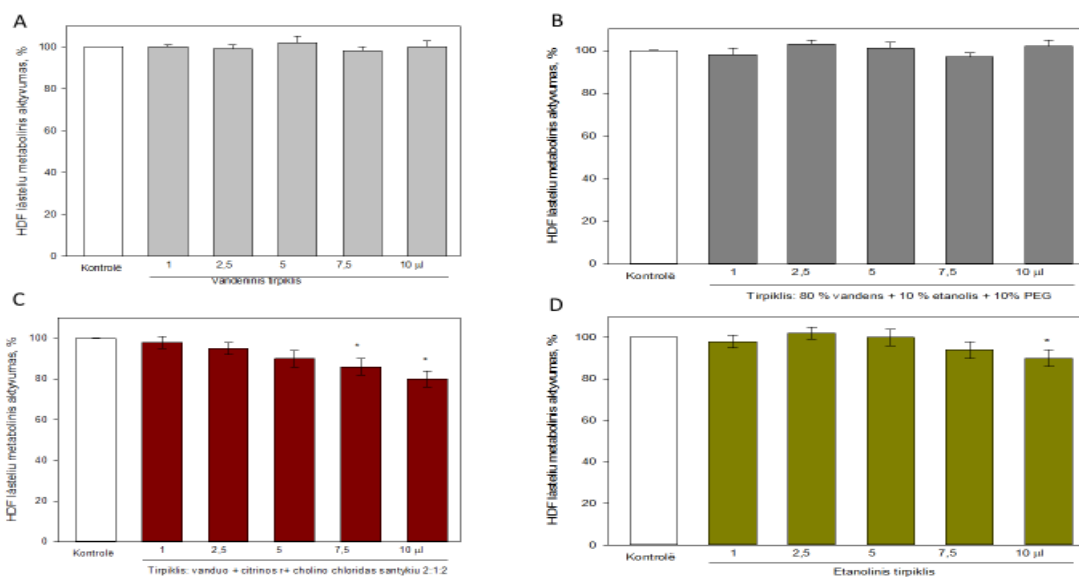 A
HDF ląsteliu metabolinis aktyvumas, %
100
80
60
40
20
0
Kontrolė
1
2,5
5
7,5
10 µl
Vandeninis tirpiklis
B
HDF ląsteliu metabolinis aktyvumas, %
100
80
60
40
20
0
Kontrolė
1
2,5
5
7,5
10 µl
Tirpiklis: 80 % vandens + 10 % etanolis + 10% PEG
C
HDF ląsteliu metabolinis aktyvumas, %
100
80
60
40
20
0
*
*
Kontrolė
1
2,5
5
7,5
10 µl
Tirpiklis: vanduo + citrinos r+ cholino chloridas santykiu 2:1:2
D
HDF ląsteliu metabolinis aktyvumas, %
100
80
60
40
20
0
*
Kontrolė
1
2,5
5
7,5
10 µl
Etanolinis tirpiklis